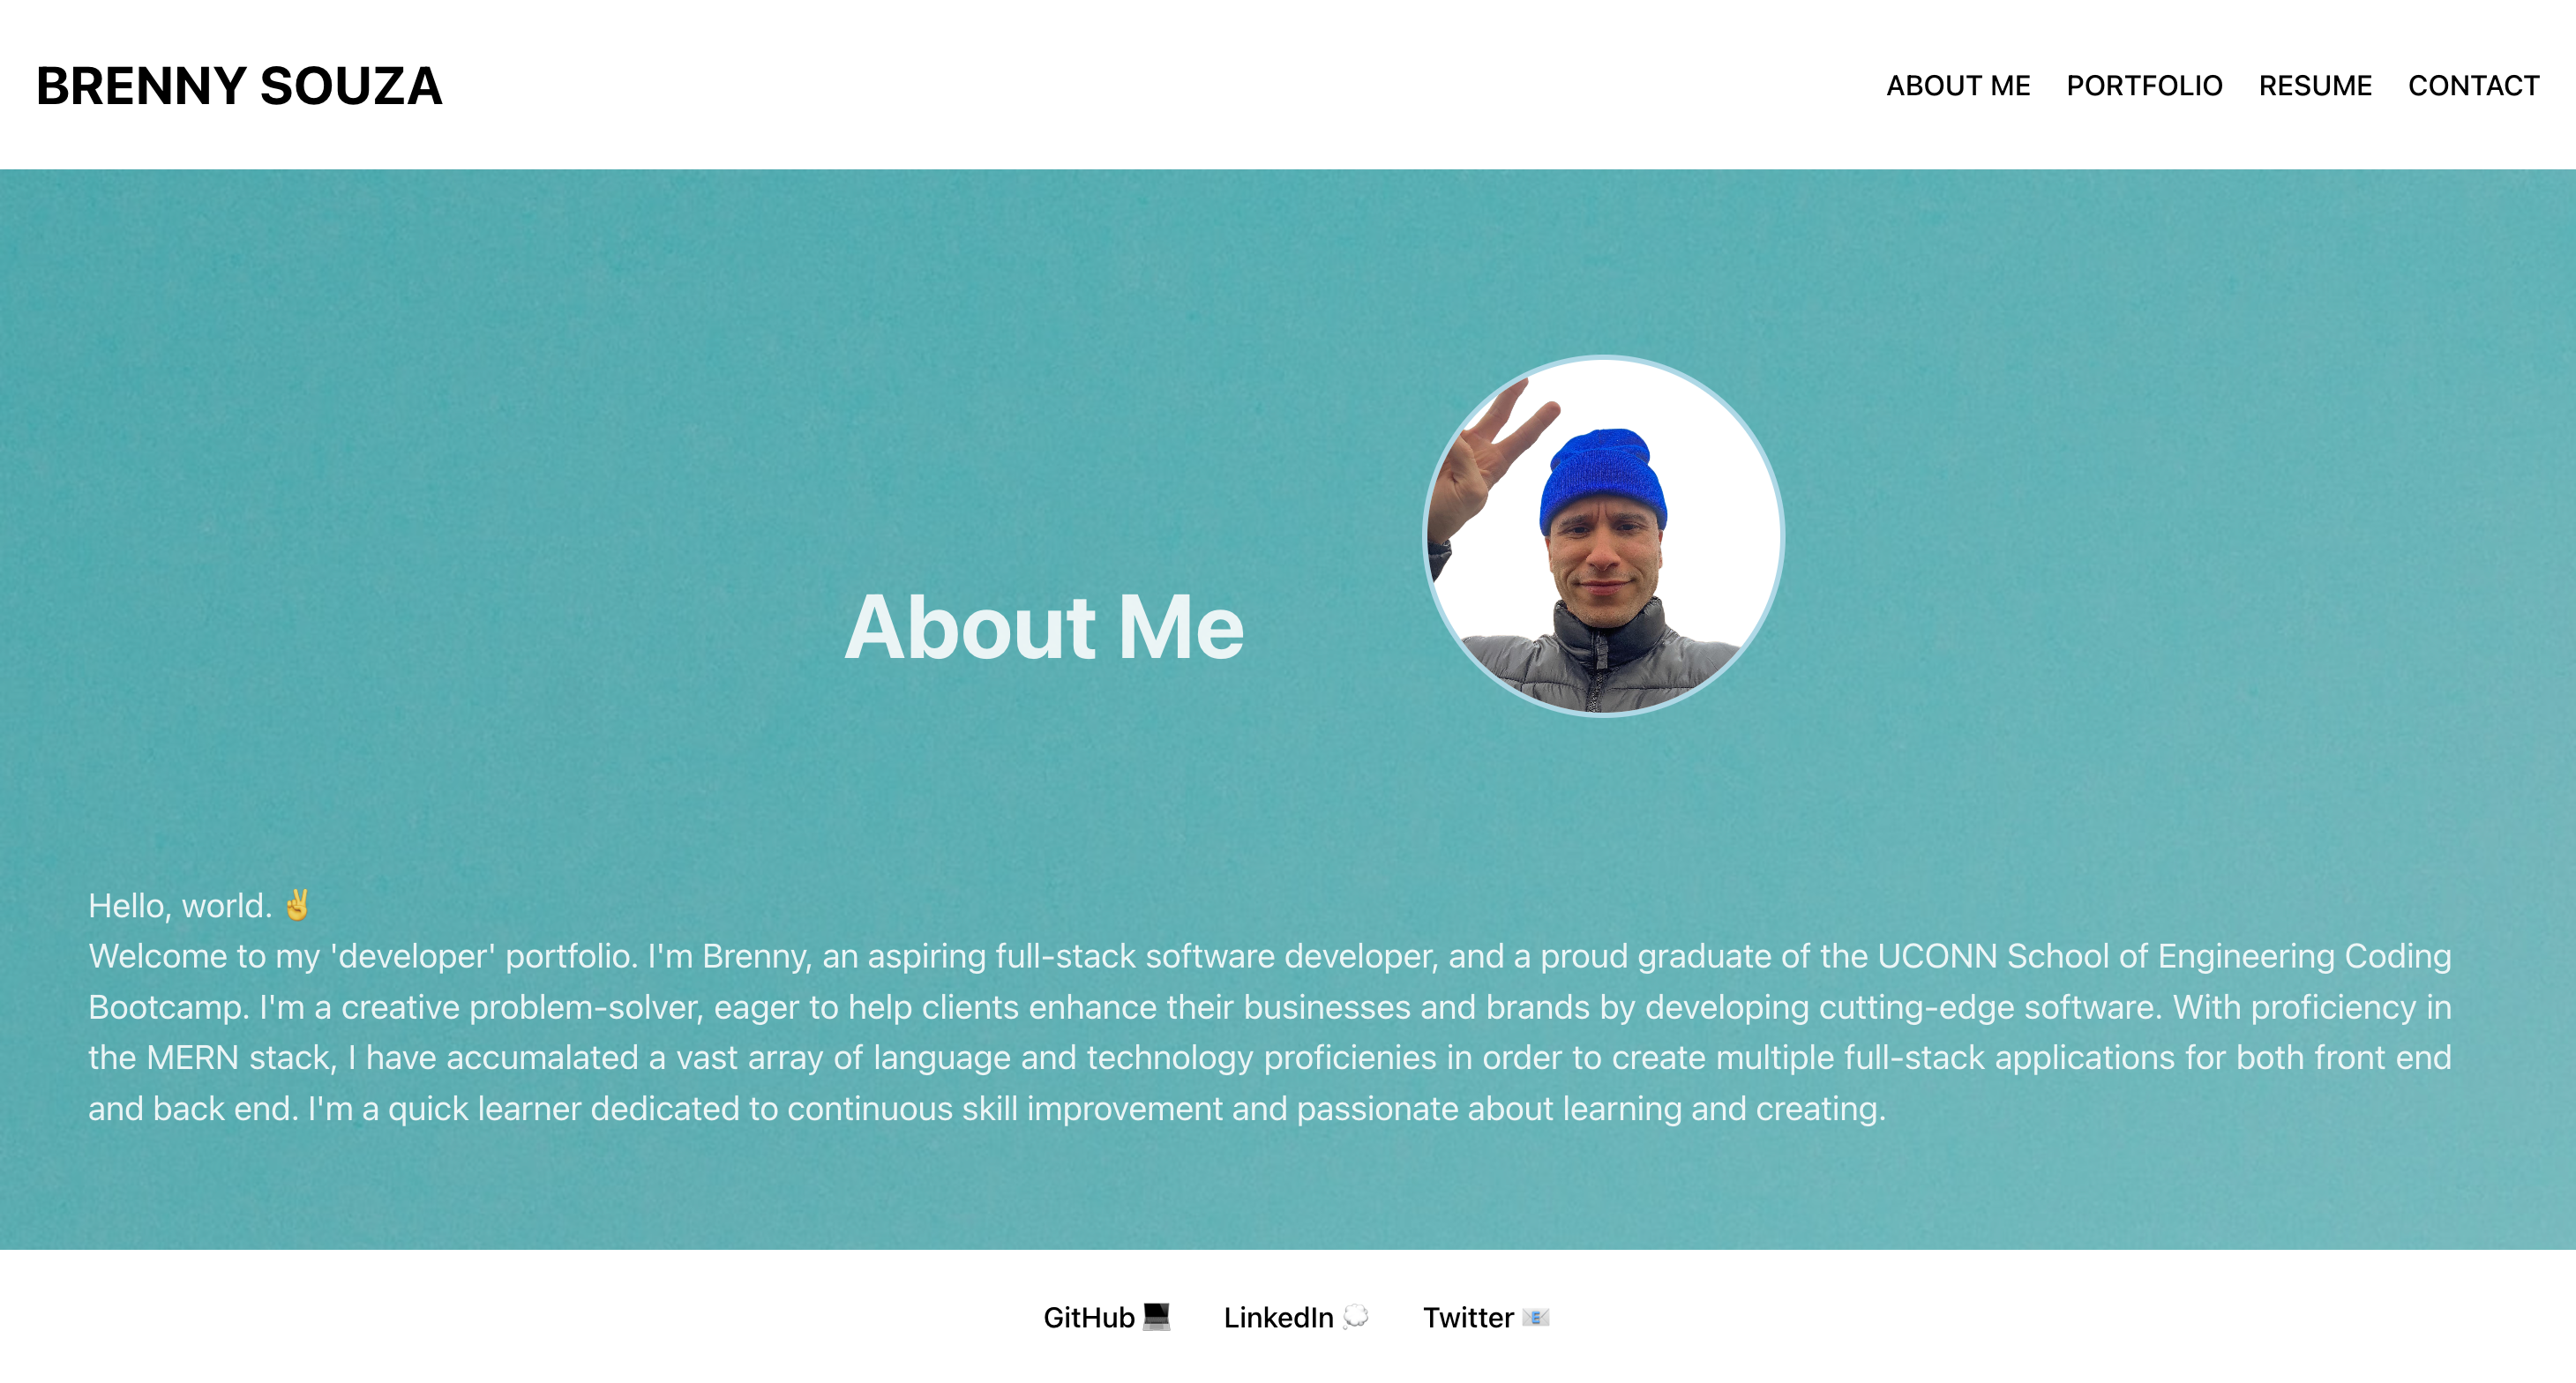 BRENNY SOUZA
ABOUT ME PORTFOLIO RESUME CONTACT
About Me
Hello, world. ✌️
Welcome to my 'developer' portfolio. I'm Brenny, an aspiring full-stack software developer, and a proud graduate of the UCONN School of Engineering Coding
Bootcamp. I'm a creative problem-solver, eager to help clients enhance their businesses and brands by developing cutting-edge software. With proficiency in
the MERN stack, I have accumalated a vast array of language and technology proficienies in order to create multiple full-stack applications for both front end
and back end. I'm a quick learner dedicated to continuous skill improvement and passionate about learning and creating.
GitHub 💻 LinkedIn 💭 Twitter 📧